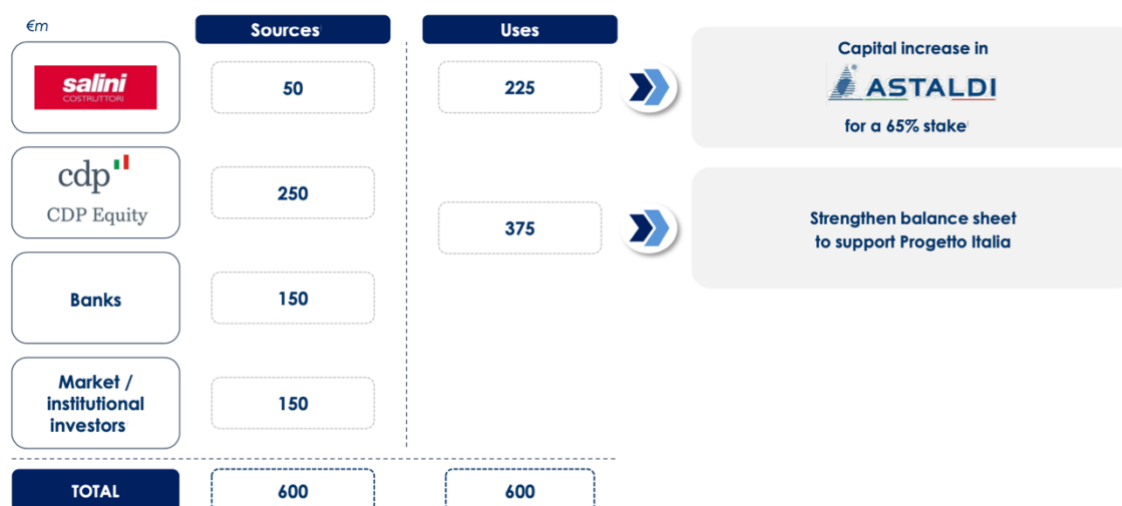 €m
Sources
Uses
salini
COSTRUTTORI
50
225
Capital increase in
ASTALDI
for a 65% stake
cdp
CDP Equity
250
375
Strengthen balance sheet
to support Progetto Italia
Banks
150
Market /
institutional
investors
150
TOTAL
600
600